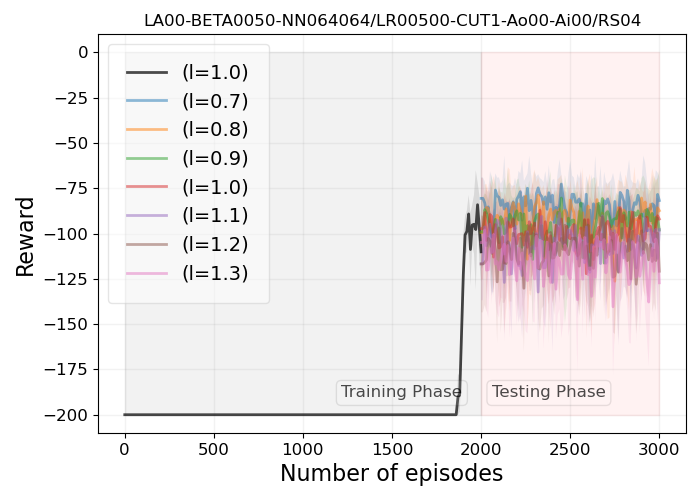 LA00-BETA0050-NN064064/LR00500-CUT1-Ao00-Ai00/RS04
Reward
0
−25
−50
−75
−100
−125
−150
−175
−200
(l=1.0)
(l=0.7)
(l=0.8)
(l=0.9)
(l=1.0)
(l=1.1)
(l=1.2)
(l=1.3)
Training Phase
Testing Phase
0 500 1000 1500 2000 2500 3000
Number of episodes